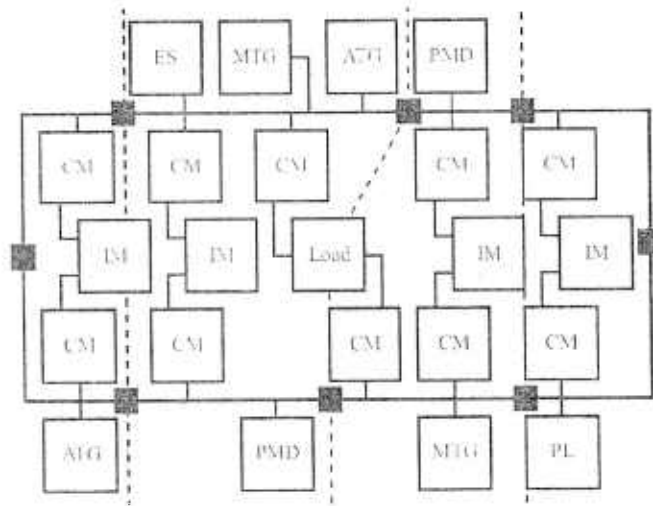 ES MTG ATG PMD
CM CM CM CM CM
IM IM Load IM IM
CM CM CM CM CM
ATG PMD MTG PL